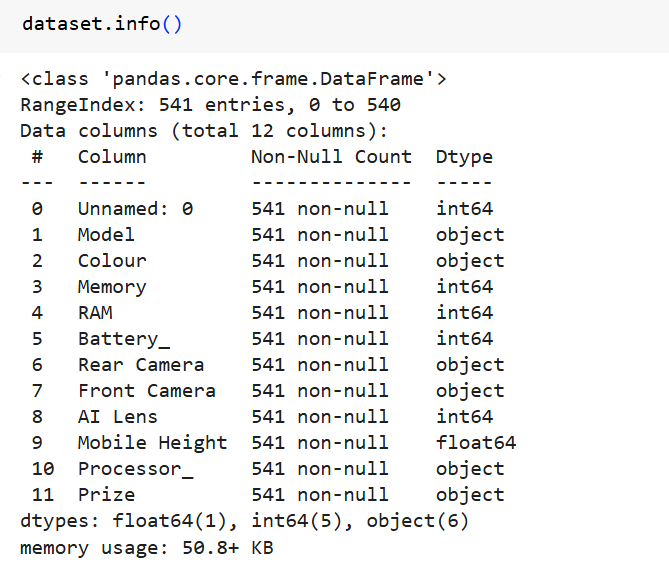 dataset.info()
<class 'pandas.core.frame.DataFrame'>
RangeIndex: 541 entries, 0 to 540
Data columns (total 12 columns):
 #   Column         Non-Null Count  Dtype
---  ------         --------------  -----
 0   Unnamed: 0     541 non-null    int64
 1   Model          541 non-null    object
 2   Colour         541 non-null    object
 3   Memory         541 non-null    int64
 4   RAM            541 non-null    int64
 5   Battery_       541 non-null    int64
 6   Rear Camera    541 non-null    object
 7   Front Camera   541 non-null    object
 8   AI Lens        541 non-null    int64
 9   Mobile Height  541 non-null    float64
 10  Processor_     541 non-null    object
 11  Prize          541 non-null    object
dtypes: float64(1), int64(5), object(6)
memory usage: 50.8+ KB